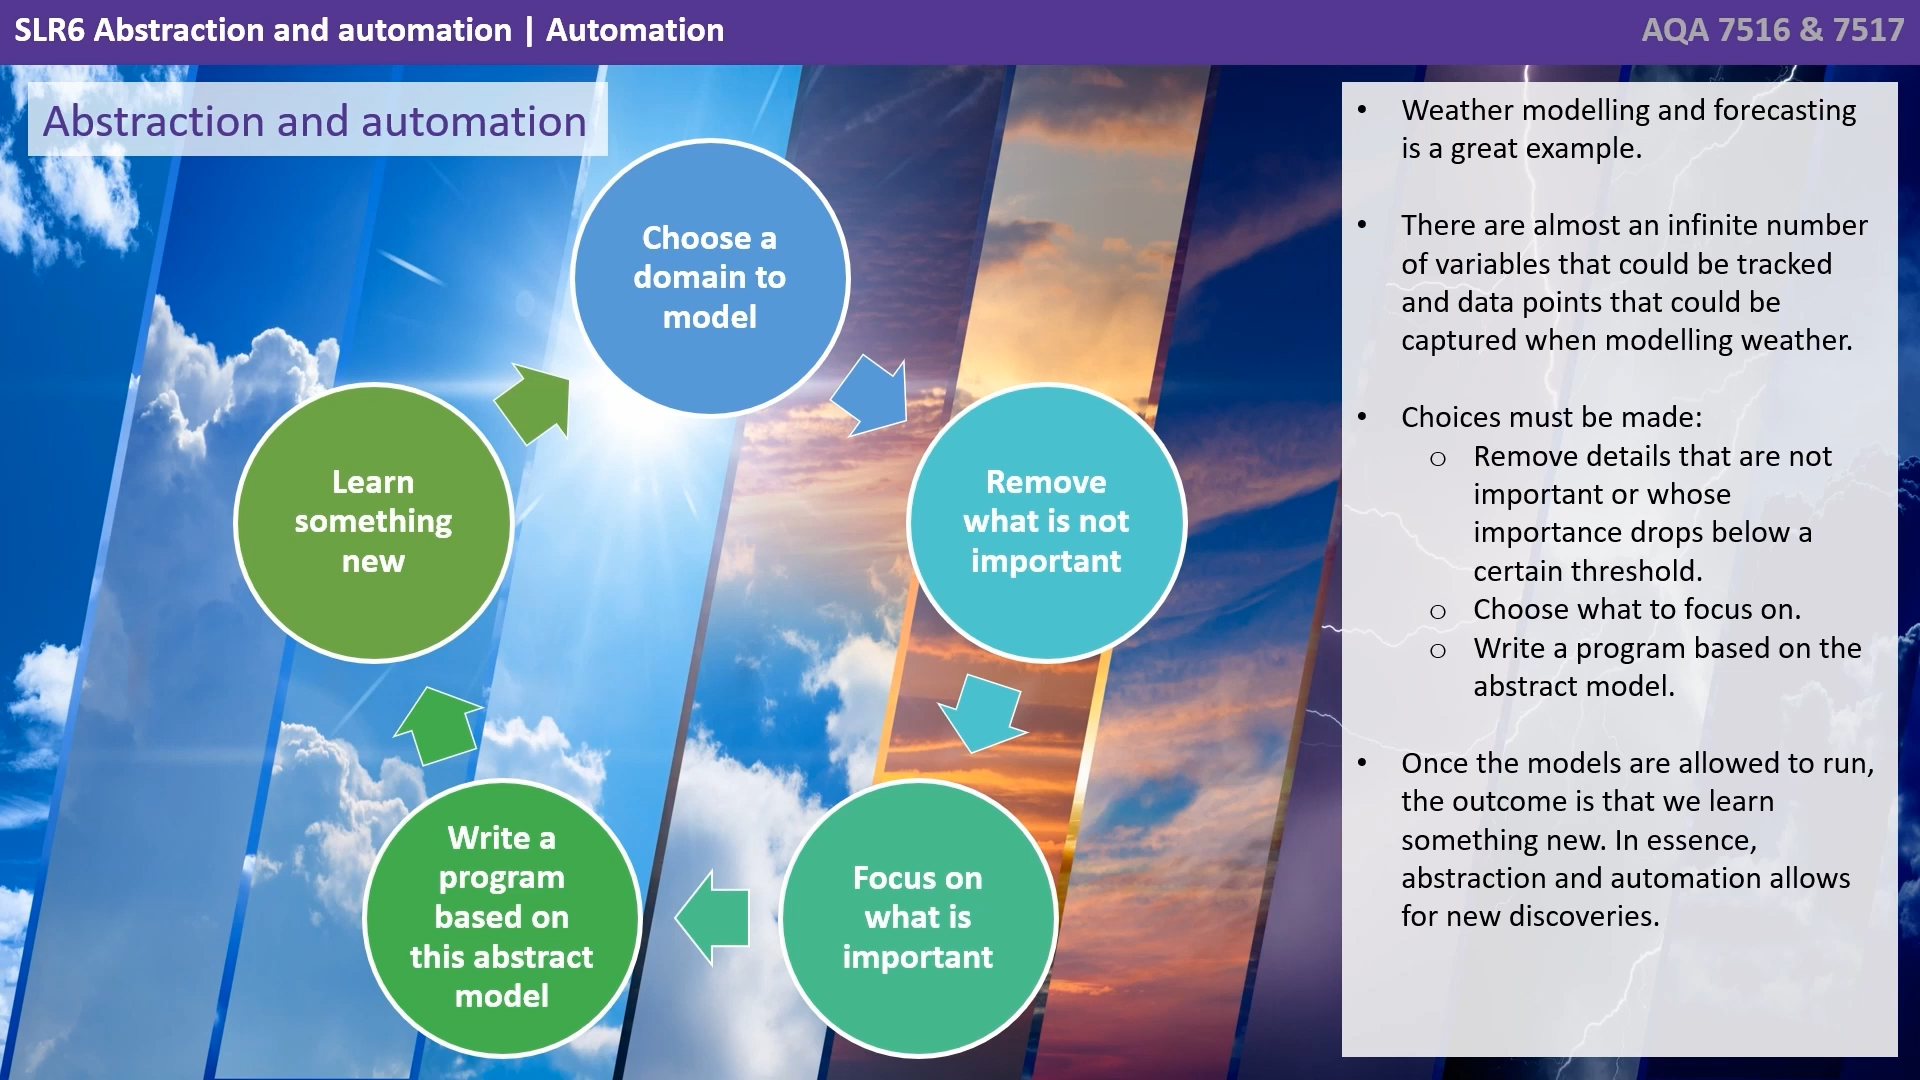 SLR6 Abstraction and automation | Automation
AQA 7516 & 7517
Abstraction and automation
Choose a
domain to
model
Remove
what is not
important
Focus on
what is
important
Write a
program
based on
this abstract
model
Learn
something
new
• Weather modelling and forecasting
is a great example.
• There are almost an infinite number
of variables that could be tracked
and data points that could be
captured when modelling weather.
• Choices must be made:
o Remove details that are not
important or whose
importance drops below a
certain threshold.
o Choose what to focus on.
o Write a program based on the
abstract model.
• Once the models are allowed to run,
the outcome is that we learn
something new. In essence,
abstraction and automation allows
for new discoveries.